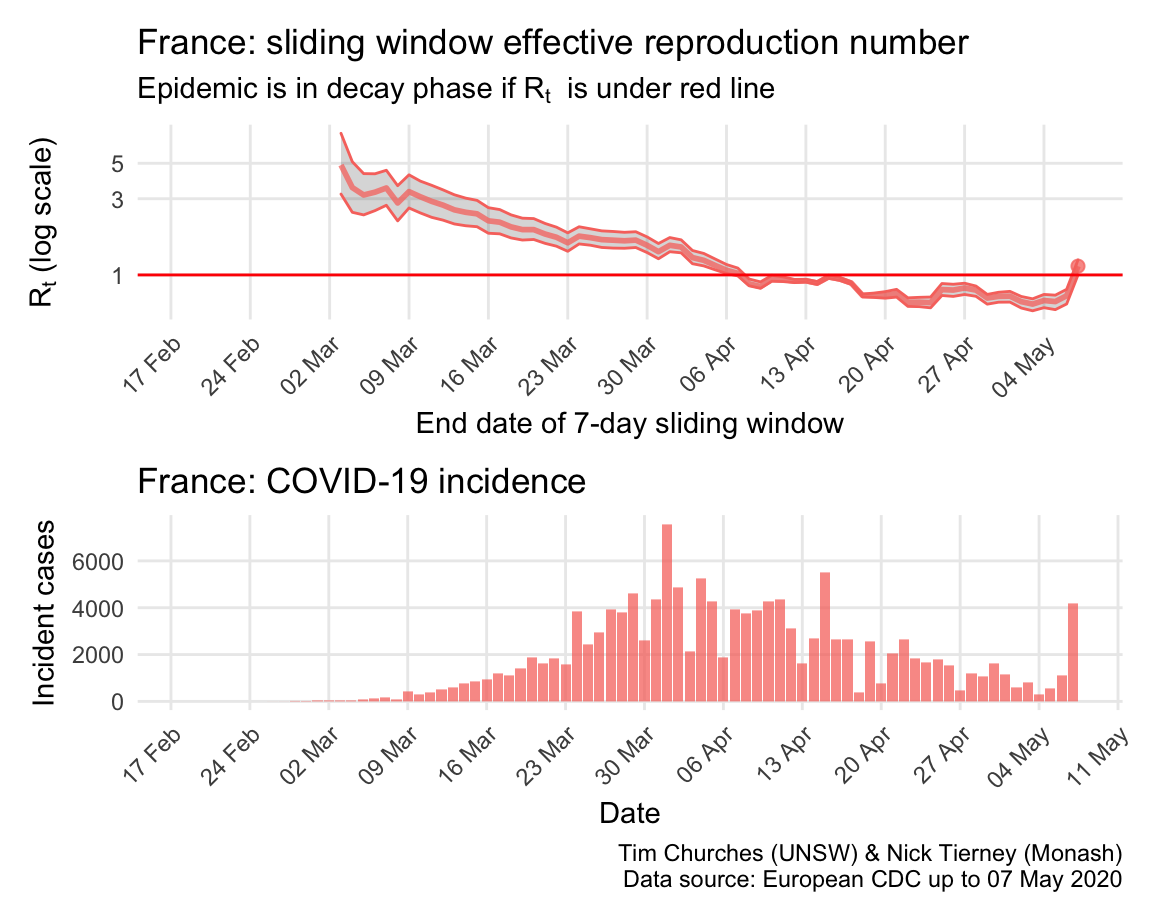 France: sliding window effective reproduction number
Epidemic is in decay phase if Rt is under red line
Rt (log scale)
5
3
1
17 Feb
24 Feb
02 Mar
09 Mar
16 Mar
23 Mar
30 Mar
06 Apr
13 Apr
20 Apr
27 Apr
04 May
End date of 7-day sliding window
France: COVID-19 incidence
Incident cases
6000
4000
2000
0
17 Feb
24 Feb
02 Mar
09 Mar
16 Mar
23 Mar
30 Mar
06 Apr
13 Apr
20 Apr
27 Apr
04 May
11 May
Date
Tim Churches (UNSW) & Nick Tierney (Monash)
Data source: European CDC up to 07 May 2020